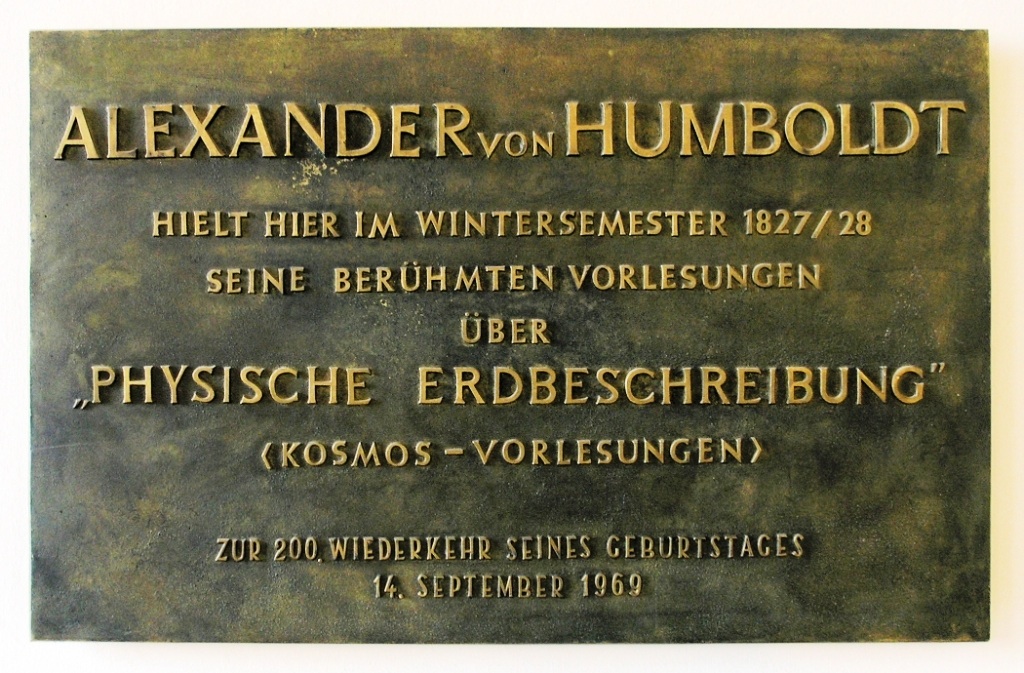 ALEXANDER VON HUMBOLDT
HIELT HIER IM WINTERSEMESTER 1827/28
SEINE BERÜHMTEN VORLESUNGEN
ÜBER
„PHYSISCHE ERDBESCHREIBUNG”
(KOSMOS – VORLESUNGEN)
ZUR 200. WIEDERKEHR SEINES GEBURTSTAGES
14. SEPTEMBER 1969